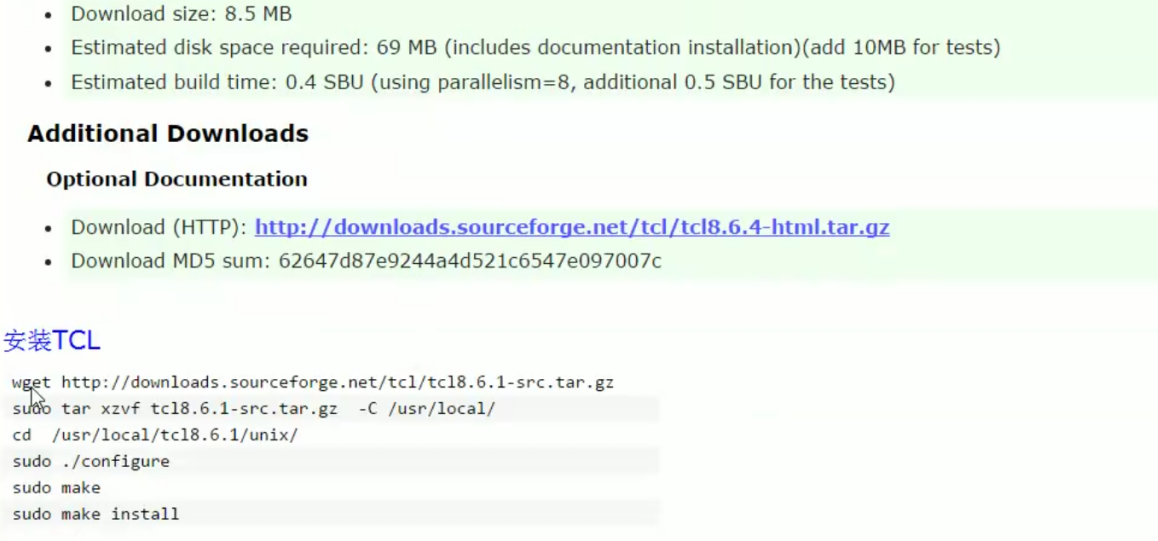 Download size: 8.5 MB
Estimated disk space required: 69 MB (includes documentation installation)(add 10MB for tests)
Estimated build time: 0.4 SBU (using parallelism=8, additional 0.5 SBU for the tests)
Additional Downloads
Optional Documentation
Download (HTTP): http://downloads.sourceforge.net/tcl/tcl8.6.4-html.tar.gz
Download MD5 sum: 62647d87e9244a4d521c6547e097007c
安装TCL
wget http://downloads.sourceforge.net/tcl/tcl8.6.1-src.tar.gz
sudo tar xzvf tcl8.6.1-src.tar.gz  -C /usr/local/
cd  /usr/local/tcl8.6.1/unix/
sudo ./configure
sudo make
sudo make install